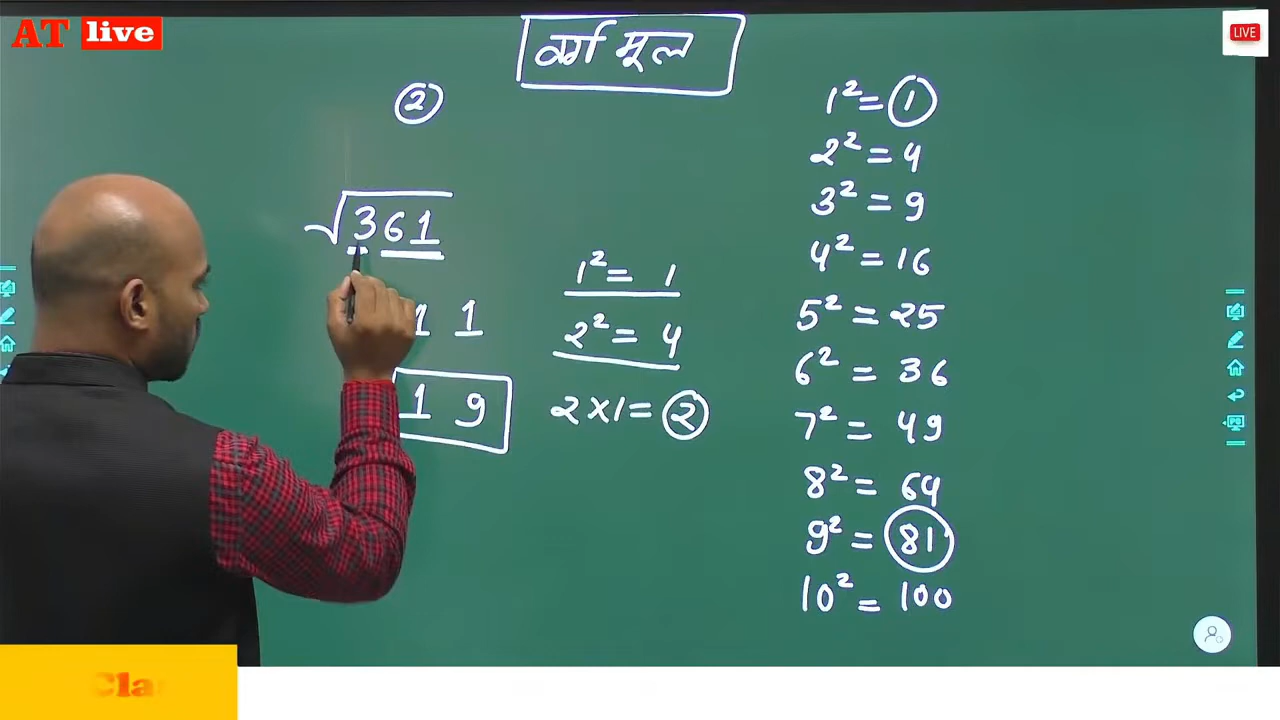 AT live
LIVE
वर्ग मूल
②
√361
1 1
1 9
1² = 1
2² = 4
2×1= ②
1² = ①
2² = 4
3² = 9
4² = 16
5² = 25
6² = 36
7² = 49
8² = 64
9² = 81
10² = 100
Cla